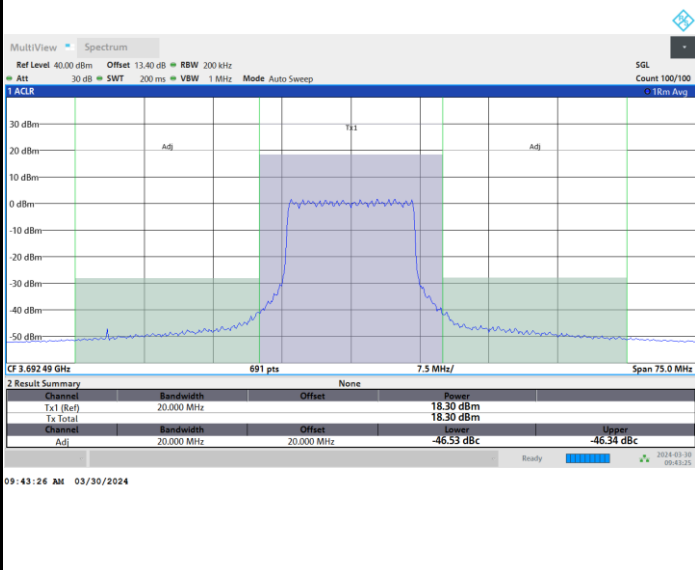 MultiView Spectrum
Ref Level 40.00 dBm Offset 13.40 dB RBW 200 kHz SGL
Att 30 dB SWT 200 ms VBW 1 MHz Mode Auto Sweep Count 100/100
1 ACLR 1Rm Avg
30 dBm
Tx1
Adj Adj
20 dBm
10 dBm
0 dBm
-10 dBm
-20 dBm
-30 dBm
-40 dBm
-50 dBm
CF 3.692 49 GHz 691 pts 7.5 MHz/ Span 75.0 MHz
2 Result Summary None
Channel Bandwidth Offset Power
Tx1 (Ref) 20.000 MHz 18.30 dBm
Tx Total 18.30 dBm
Channel Bandwidth Offset Lower Upper
Adj 20.000 MHz 20.000 MHz -46.53 dBc -46.34 dBc
Ready 2024-03-30
09:43:25
09:43:26 AM 03/30/2024